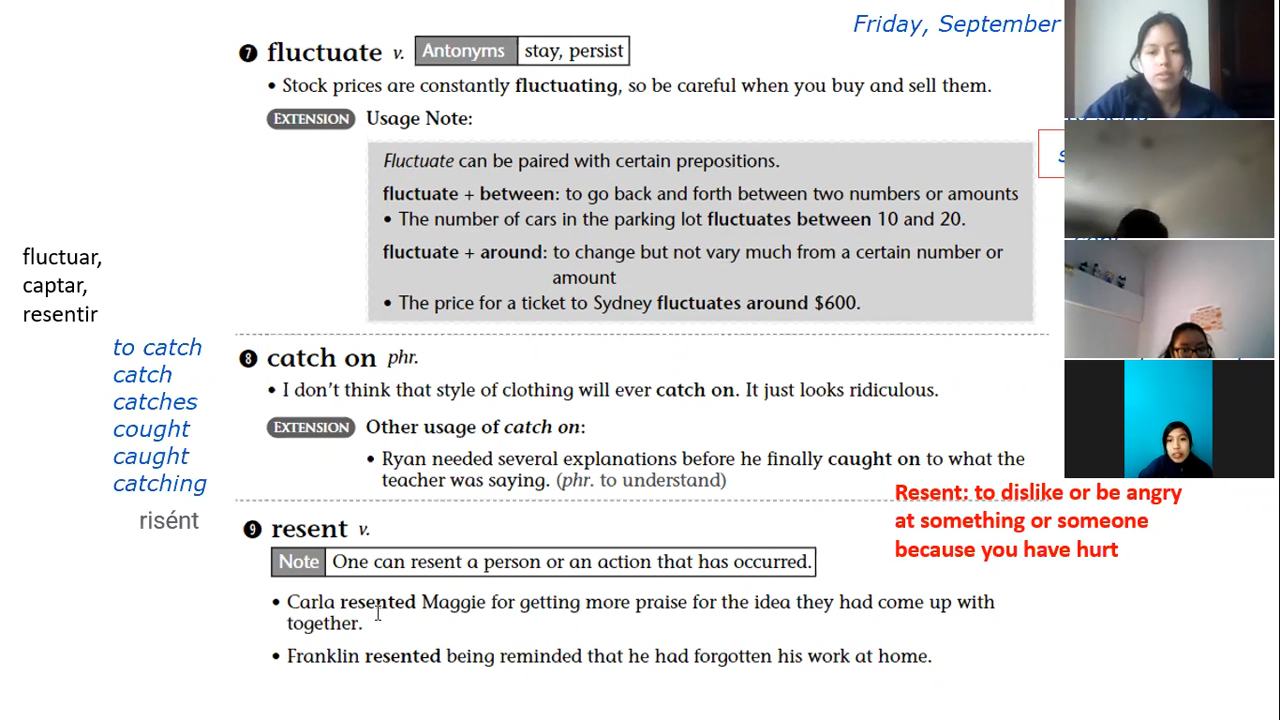 Friday, September
❼ fluctuate v. Antonyms stay, persist
• Stock prices are constantly fluctuating, so be careful when you buy and sell them.
EXTENSION Usage Note:
Fluctuate can be paired with certain prepositions.
fluctuate + between: to go back and forth between two numbers or amounts
• The number of cars in the parking lot fluctuates between 10 and 20.
fluctuate + around: to change but not vary much from a certain number or
amount
• The price for a ticket to Sydney fluctuates around $600.
fluctuar,
captar,
resentir
to catch
catch
catches
cought
caught
catching
risént
❽ catch on phr.
• I don't think that style of clothing will ever catch on. It just looks ridiculous.
EXTENSION Other usage of catch on:
• Ryan needed several explanations before he finally caught on to what the
teacher was saying. (phr. to understand)
Resent: to dislike or be angry
at something or someone
because you have hurt
❾ resent v.
Note One can resent a person or an action that has occurred.
• Carla resented Maggie for getting more praise for the idea they had come up with
together.
• Franklin resented being reminded that he had forgotten his work at home.